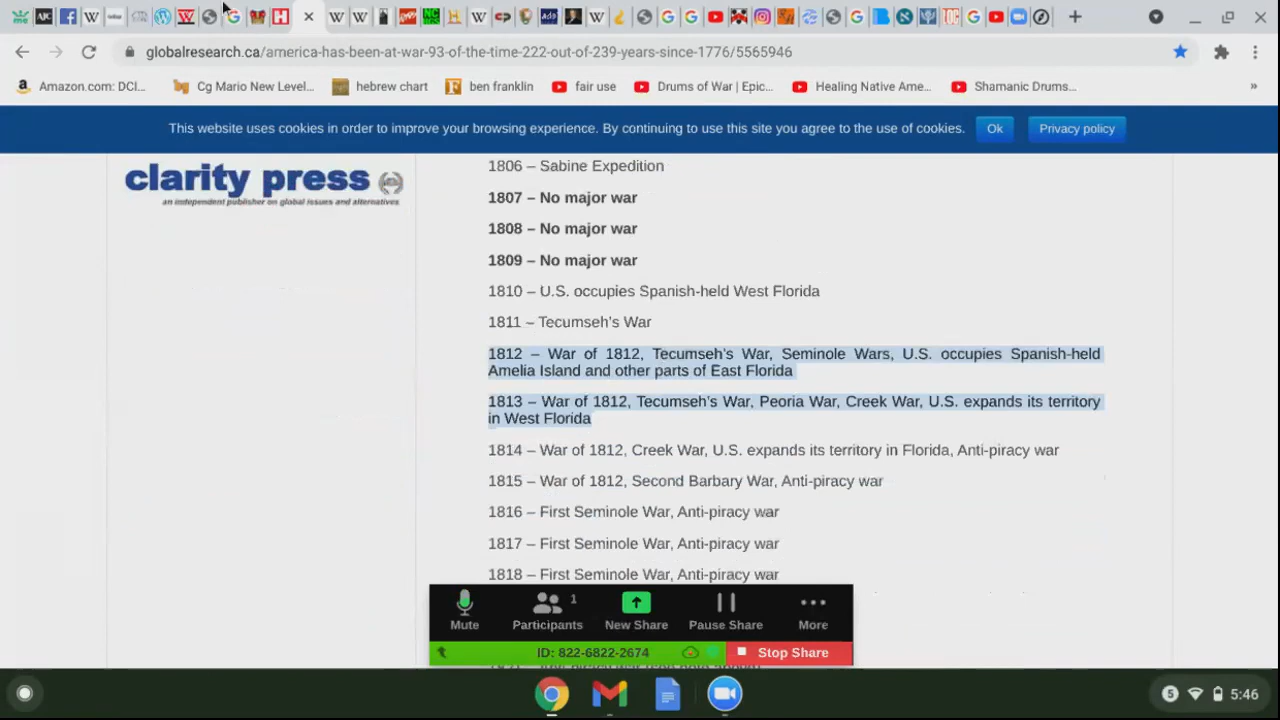 globalresearch.ca/america-has-been-at-war-93-of-the-time-222-out-of-239-years-since-1776/5565946
Amazon.com: DCI... Cg Mario New Level... hebrew chart ben franklin fair use Drums of War | Epic... Healing Native Ame... Shamanic Drums... »
This website uses cookies in order to improve your browsing experience. By continuing to use this site you agree to the use of cookies. Ok Privacy policy
clarity press
an independent publisher on global issues and alternatives
1806 – Sabine Expedition
1807 – No major war
1808 – No major war
1809 – No major war
1810 – U.S. occupies Spanish-held West Florida
1811 – Tecumseh's War
1812 – War of 1812, Tecumseh's War, Seminole Wars, U.S. occupies Spanish-held
Amelia Island and other parts of East Florida
1813 – War of 1812, Tecumseh's War, Peoria War, Creek War, U.S. expands its territory
in West Florida
1814 – War of 1812, Creek War, U.S. expands its territory in Florida, Anti-piracy war
1815 – War of 1812, Second Barbary War, Anti-piracy war
1816 – First Seminole War, Anti-piracy war
1817 – First Seminole War, Anti-piracy war
1818 – First Seminole War, Anti-piracy war
1
Mute Participants New Share Pause Share More
ID: 822-6822-2674 Stop Share
5 5:46